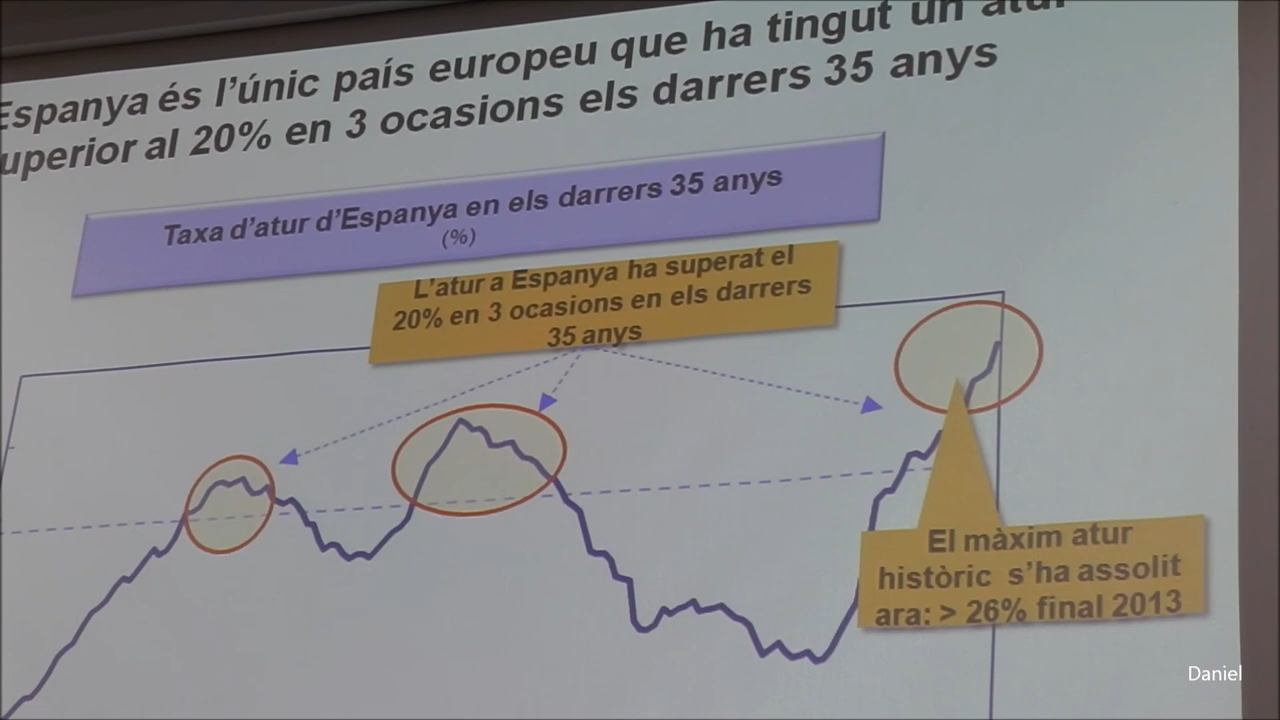 Espanya és l'únic país europeu que ha tingut un atur
uperior al 20% en 3 ocasions els darrers 35 anys
Taxa d'atur d'Espanya en els darrers 35 anys
(%)
L'atur a Espanya ha superat el
20% en 3 ocasions en els darrers
35 anys
El màxim atur
històric s'ha assolit
ara: > 26% final 2013
Daniel